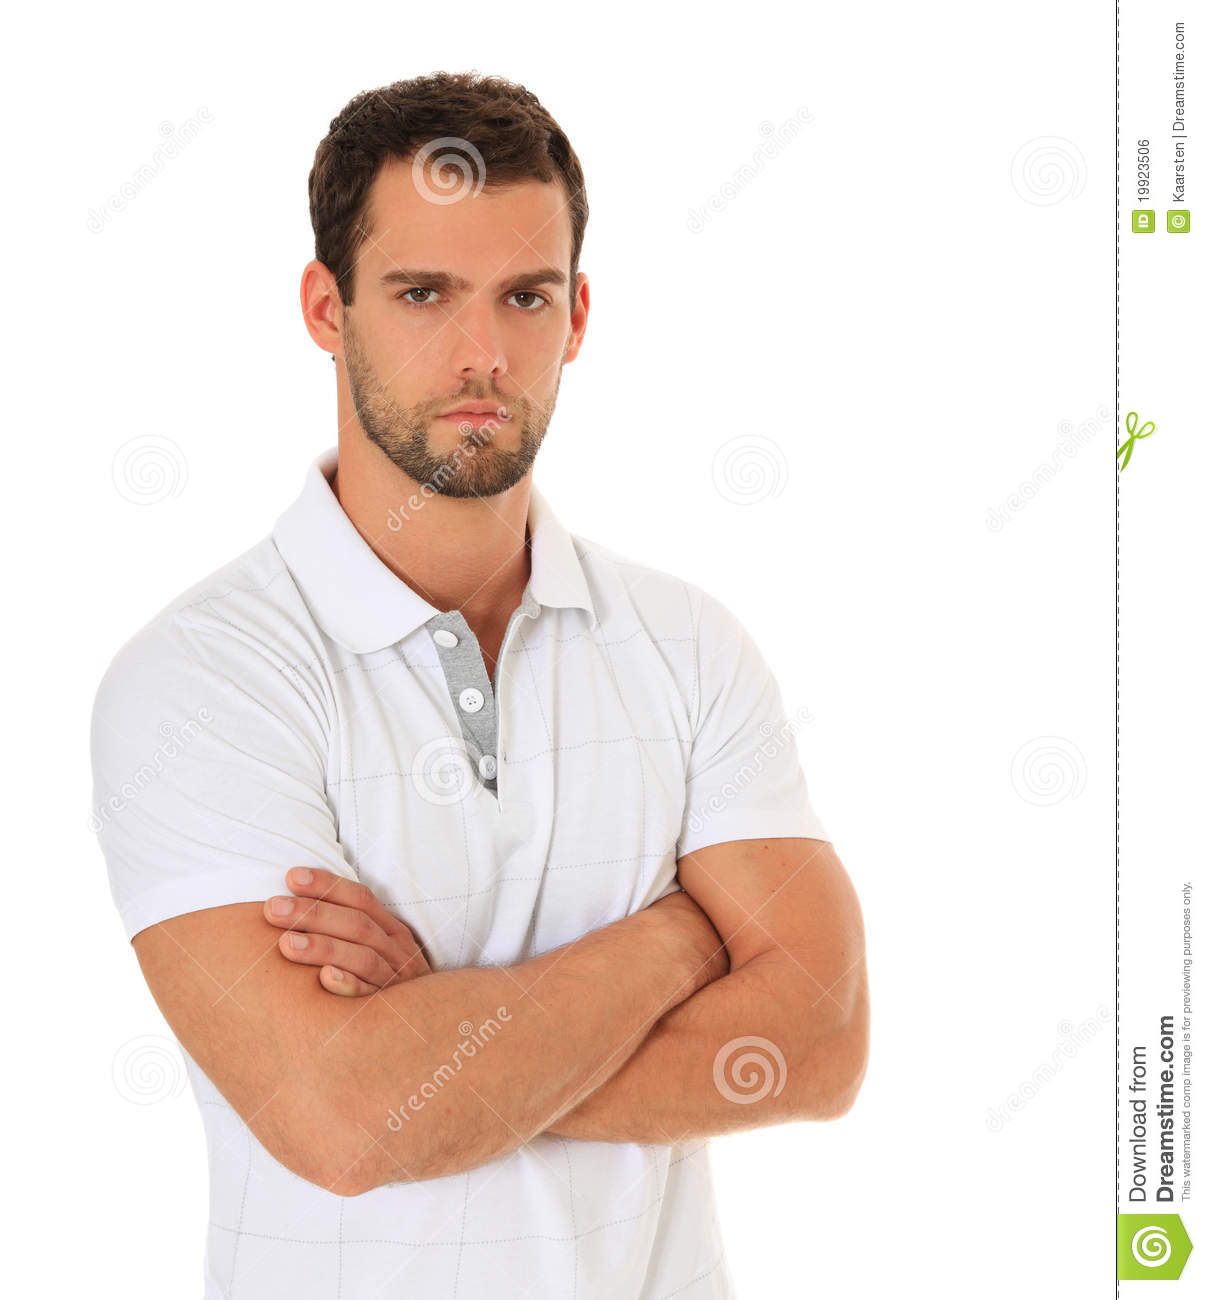 19923506
Kaarsten | Dreamstime.com
ID
©
Download from
Dreamstime.com
This watermarked comp image is for previewing purposes only.
dreamstime
dreamstime
dreamstime
dreamstime
dreamstime
dreamstime
dreamstime
dreamstime